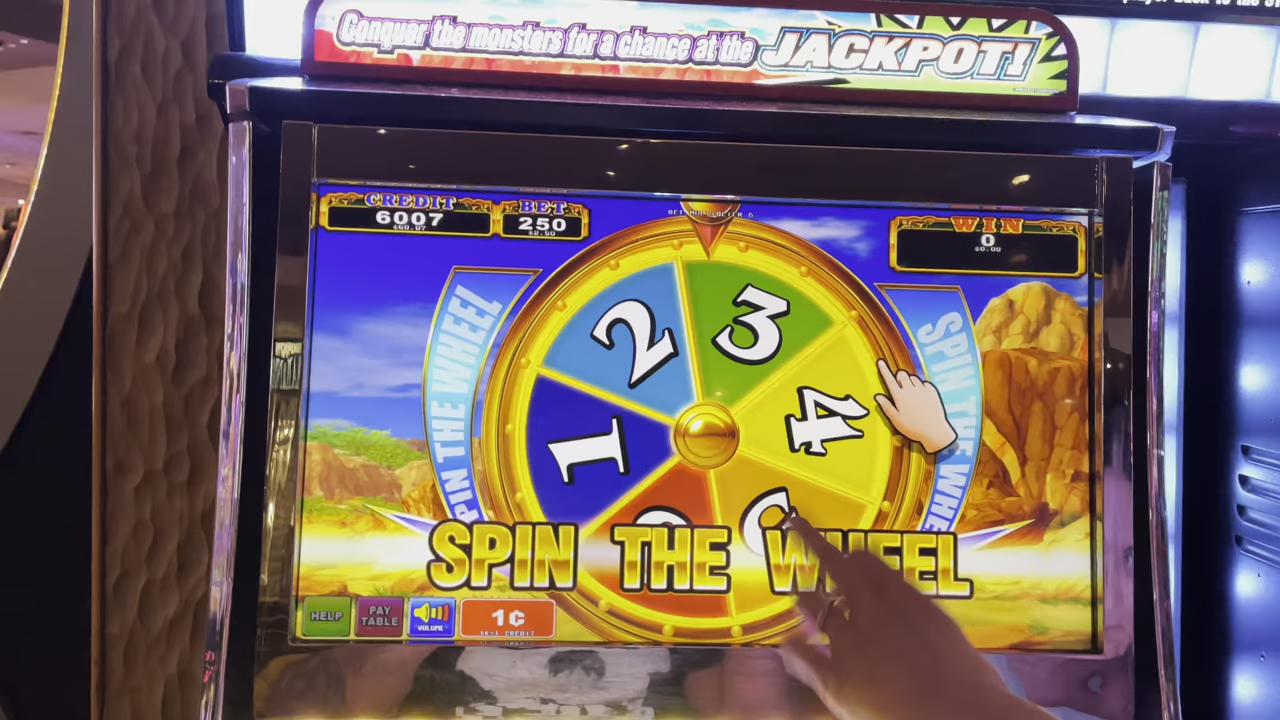 Conquer the monsters for a chance at the JACKPOT!
CREDIT
6007
$60.07
BET
250
$2.50
WIN
0
$0.00
SPIN THE WHEEL
SPIN THE WHE
2
3
1
4
SPIN THE WHEEL
HELP
PAY TABLE
VOLUME
1¢